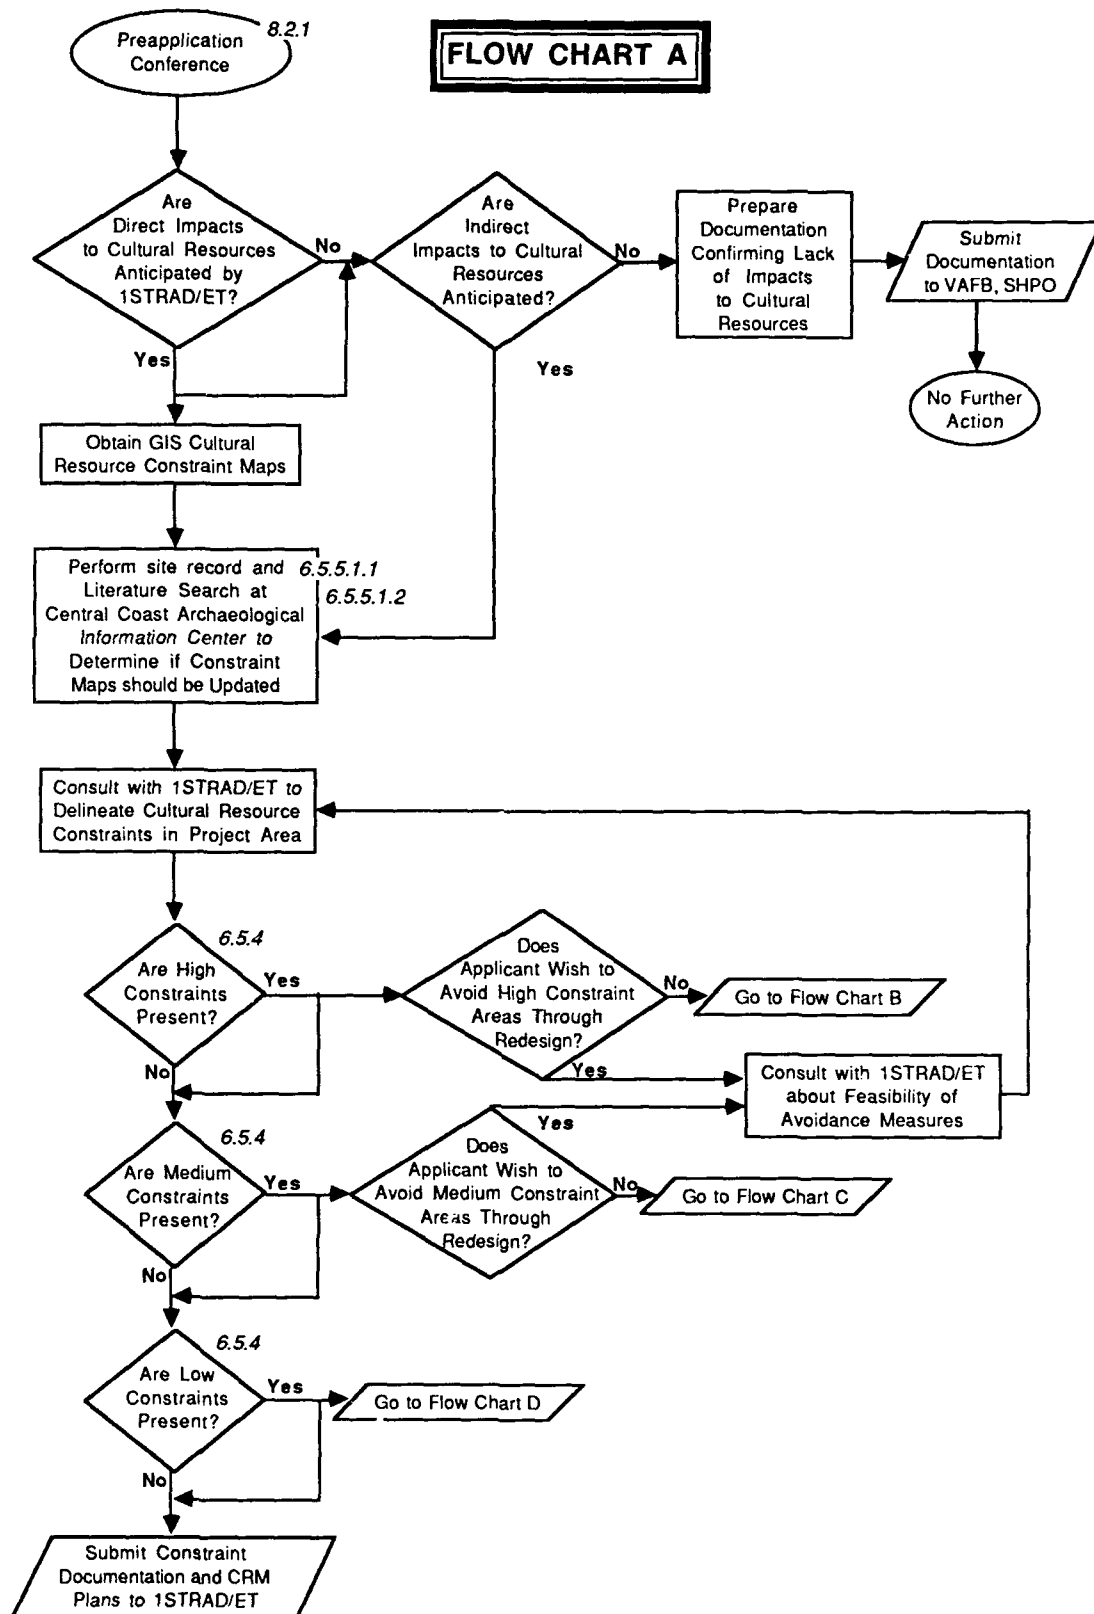 8.2.1
Preapplication
Conference
FLOW CHART A
Are
Direct Impacts
to Cultural Resources
Anticipated by
1STRAD/ET?
No
Yes
Are
Indirect
Impacts to Cultural
Resources
Anticipated?
No
Yes
Prepare
Documentation
Confirming Lack
of Impacts
to Cultural
Resources
Submit
Documentation
to VAFB, SHPO
No Further
Action
Obtain GIS Cultural
Resource Constraint Maps
Perform site record and
Literature Search at
Central Coast Archaeological
Information Center to
Determine if Constraint
Maps should be Updated
6.5.5.1.1
6.5.5.1.2
Consult with 1STRAD/ET to
Delineate Cultural Resource
Constraints in Project Area
6.5.4
Are High
Constraints
Present?
Yes
No
Does
Applicant Wish to
Avoid High Constraint
Areas Through
Redesign?
No
Yes
Go to Flow Chart B
Consult with 1STRAD/ET
about Feasibility of
Avoidance Measures
6.5.4
Are Medium
Constraints
Present?
Yes
No
Does
Applicant Wish to
Avoid Medium Constraint
Areas Through
Redesign?
Yes
No
Go to Flow Chart C
6.5.4
Are Low
Constraints
Present?
Yes
No
Go to Flow Chart D
Submit Constraint
Documentation and CRM
Plans to 1STRAD/ET